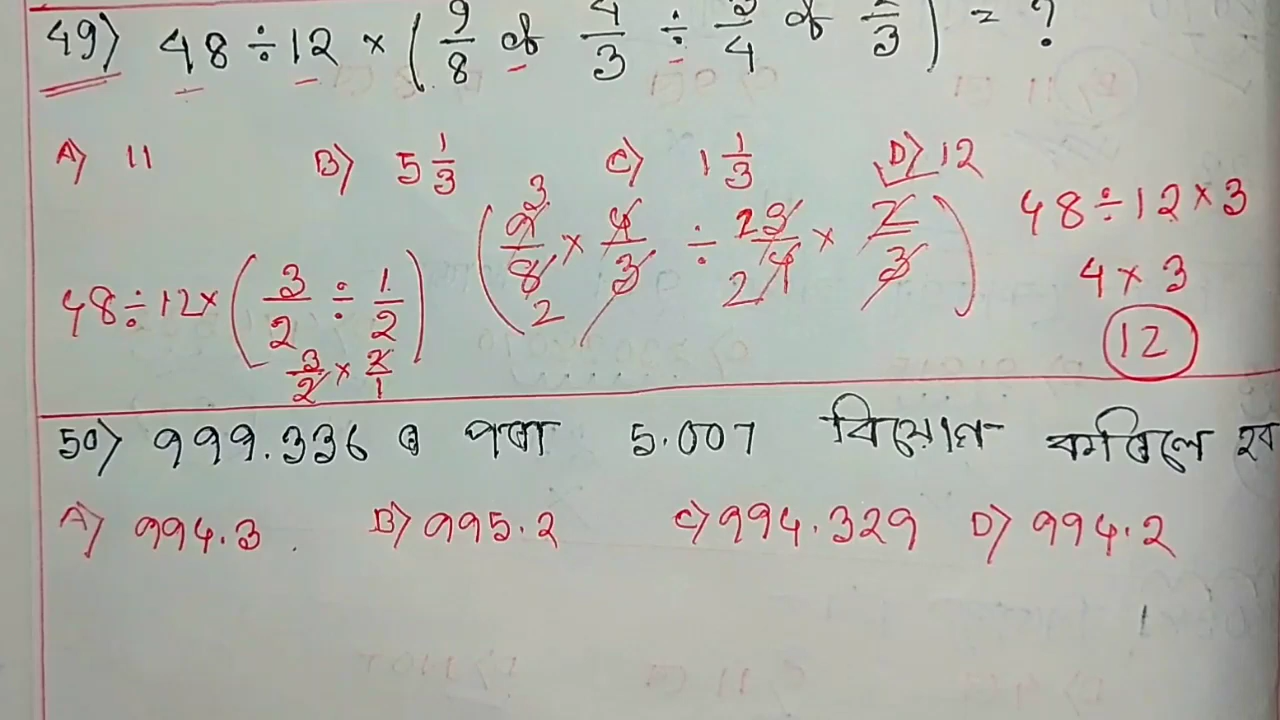 49) 48 ÷ 12 × ( 9/8 of 4/3 ÷ 3/4 of 2/3 ) = ?
A) 11 B) 5 1/3 C) 1 1/3 D) 12
( 9/8 × 4/3 ÷ 3/4 × 2/3 ) 48 ÷ 12 × 3
48 ÷ 12 × ( 3/2 ÷ 1/2 ) 4 × 3
3/2 × 2/1 12
50) 999.336 ৰ পৰা 5.007 বিয়োগ কৰিলে হব
A) 994.3 B) 995.2 C) 994.329 D) 994.2